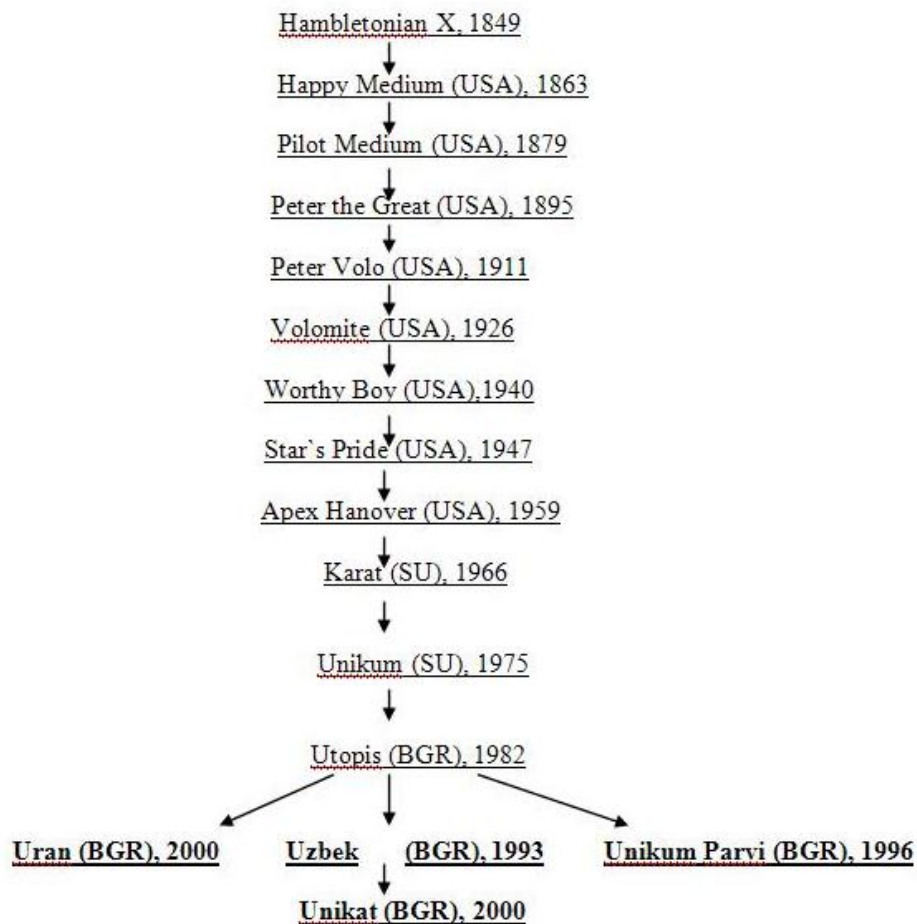 Hambletonian X, 1849
Happy Medium (USA), 1863
Pilot Medium (USA), 1879
Peter the Great (USA), 1895
Peter Volo (USA), 1911
Volomite (USA), 1926
Worthy Boy (USA),1940
Star`s Pride (USA), 1947
Apex Hanover (USA), 1959
Karat (SU), 1966
Unikum (SU), 1975
Utopis (BGR), 1982
Uran (BGR), 2000 Uzbek (BGR), 1993 Unikum Parvi (BGR), 1996
Unikat (BGR), 2000